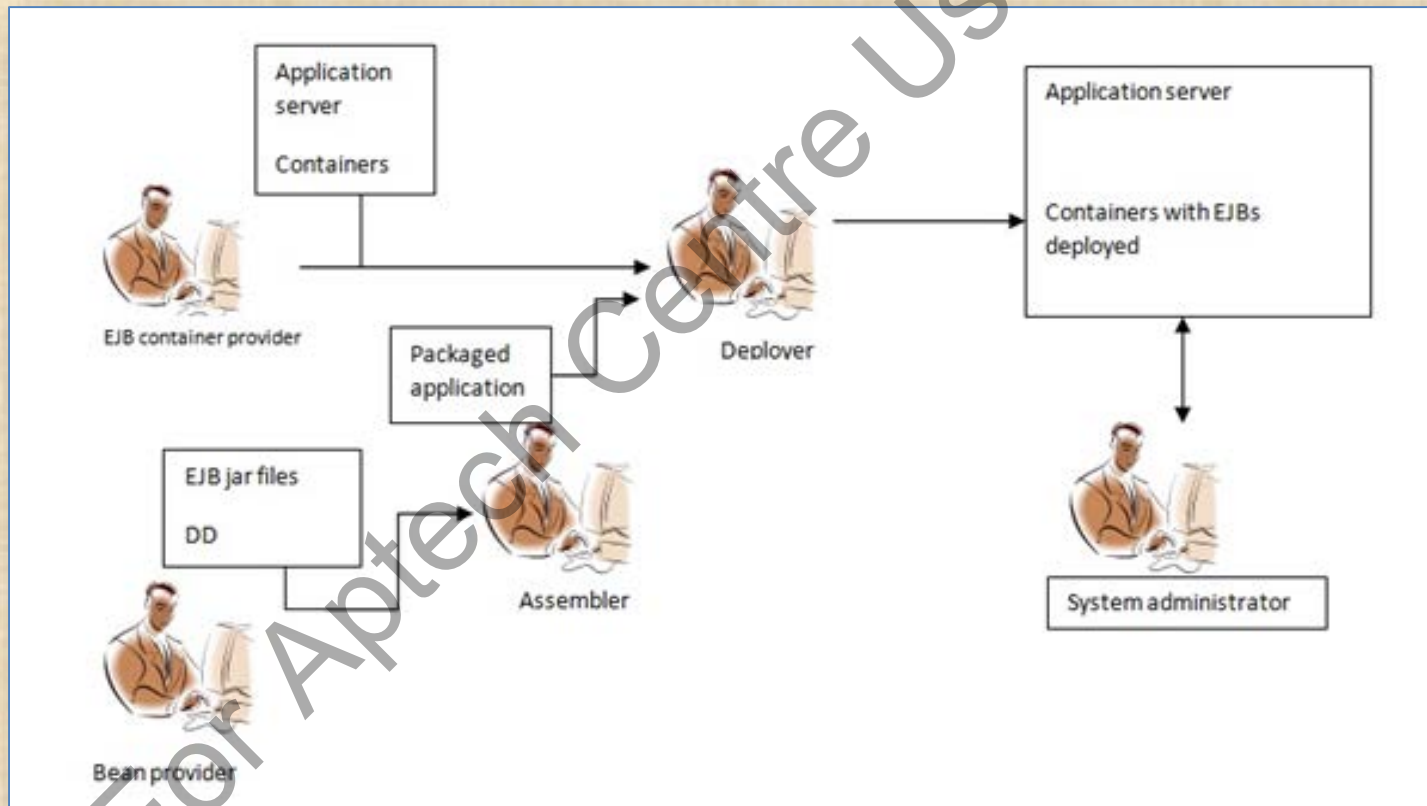 Application
server
Containers
EJB container provider
Packaged
application
Deployer
Application server
Containers with EJBs
deployed
EJB jar files
DD
Assembler
Bean provider
System administrator
For Aptech Centre Us